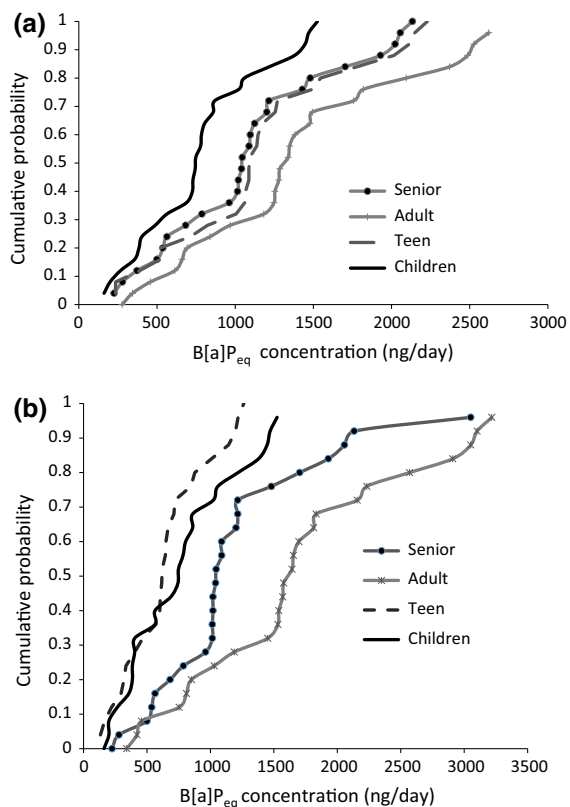 (a)
1
0.9
0.8
0.7
0.6
0.5
0.4
0.3
0.2
0.1
0
Cumulative probability
Senior
Adult
Teen
Children
0 500 1000 1500 2000 2500 3000
B[a]Peq concentration (ng/day)
(b)
1
0.9
0.8
0.7
0.6
0.5
0.4
0.3
0.2
0.1
0
Cumulative probability
Senior
Adult
Teen
Children
0 500 1000 1500 2000 2500 3000 3500
B[a]Peq concentration (ng/day)